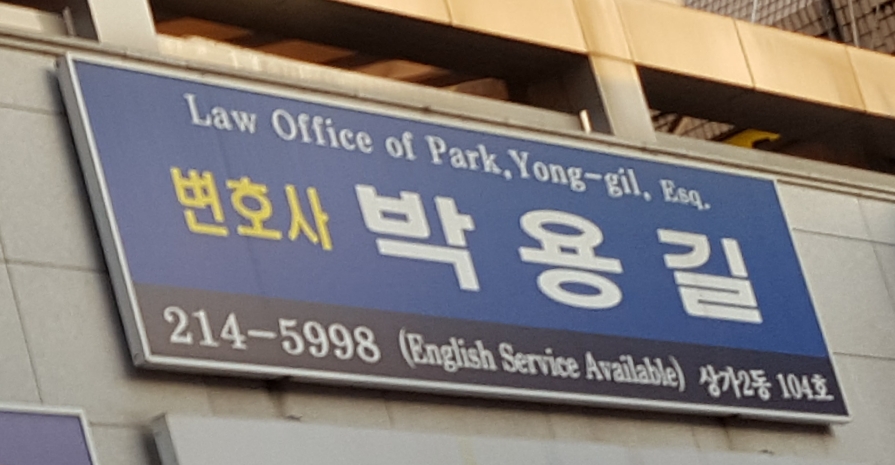 Law Office of Park,Yong-gil, Esq.
변호사 박용길
214-5998 (English Service Available) 상가2동 104호